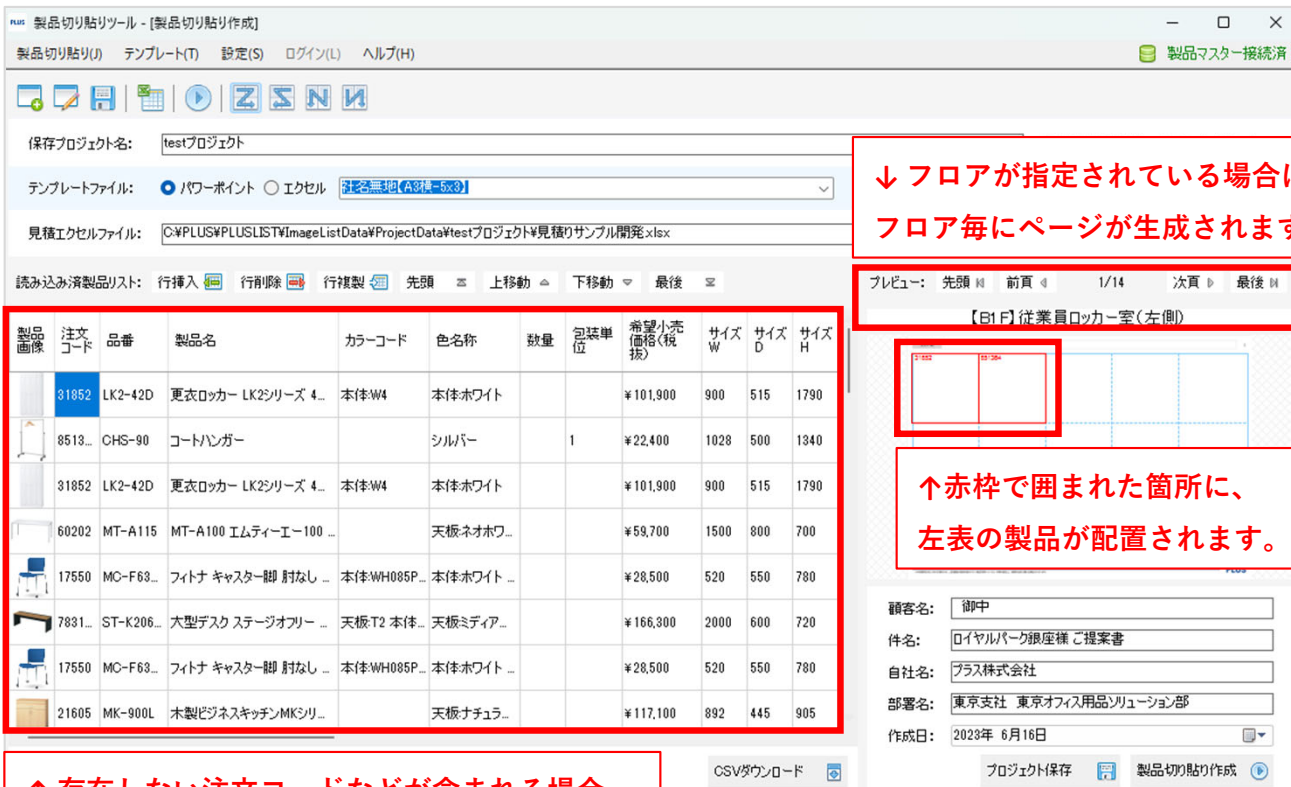 PLUS 製品切り貼りツール - [製品切り貼り作成]
製品切り貼り(J) テンプレート(T) 設定(S) ログイン(L) ヘルプ(H) 製品マスター接続済
保存プロジェクト名: testプロジェクト
テンプレートファイル: パワーポイント エクセル 社名無地【A3横-5x3】
見積エクセルファイル: C:¥PLUS¥PLUSLIST¥ImageListData¥ProjectData¥testプロジェクト¥見積りサンプル開発.xlsx
↓フロアが指定されている場合は
フロア毎にページが生成されます
読み込み済製品リスト: 行挿入 行削除 行複製 先頭 上移動 下移動 最後
プレビュー: 先頭 前頁 1/14 次頁 最後
【B1F】従業員ロッカー室(左側)
製品画像 注文コード 品番 製品名 カラーコード 色名称 数量 包装単位 希望小売価格(税抜) サイズW サイズD サイズH
31852 LK2-42D 更衣ロッカー LK2シリーズ 4... 本体:W4 本体:ホワイト ¥101,900 900 515 1790
8513... CHS-90 コートハンガー シルバー 1 ¥22,400 1028 500 1340
31852 LK2-42D 更衣ロッカー LK2シリーズ 4... 本体:W4 本体:ホワイト ¥101,900 900 515 1790
60202 MT-A115 MT-A100 エムティーエー100 ... 天板:ネオホワ... ¥59,700 1500 800 700
17550 MC-F63... フィトナ キャスター脚 肘なし ... 本体:WH085P... 本体:ホワイト ... ¥28,500 520 550 780
7831... ST-K206... 大型デスク ステージオフリー ... 天板:T2 本体... 天板:ミディア... ¥166,300 2000 600 720
17550 MC-F63... フィトナ キャスター脚 肘なし ... 本体:WH085P... 本体:ホワイト ... ¥28,500 520 550 780
21605 MK-900L 木製ビジネスキッチンMKシリ... 天板:ナチュラ... ¥117,100 892 445 905
31852
↑赤枠で囲まれた箇所に、
左表の製品が配置されます。
PLUS
顧客名: 御中
件名: ロイヤルパーク銀座様 ご提案書
自社名: プラス株式会社
部署名: 東京支社 東京オフィス用品ソリューション部
作成日: 2023年 6月16日
↑存在しない注文コードなどが含まれる場合
CSVダウンロード
プロジェクト保存 製品切り貼り作成